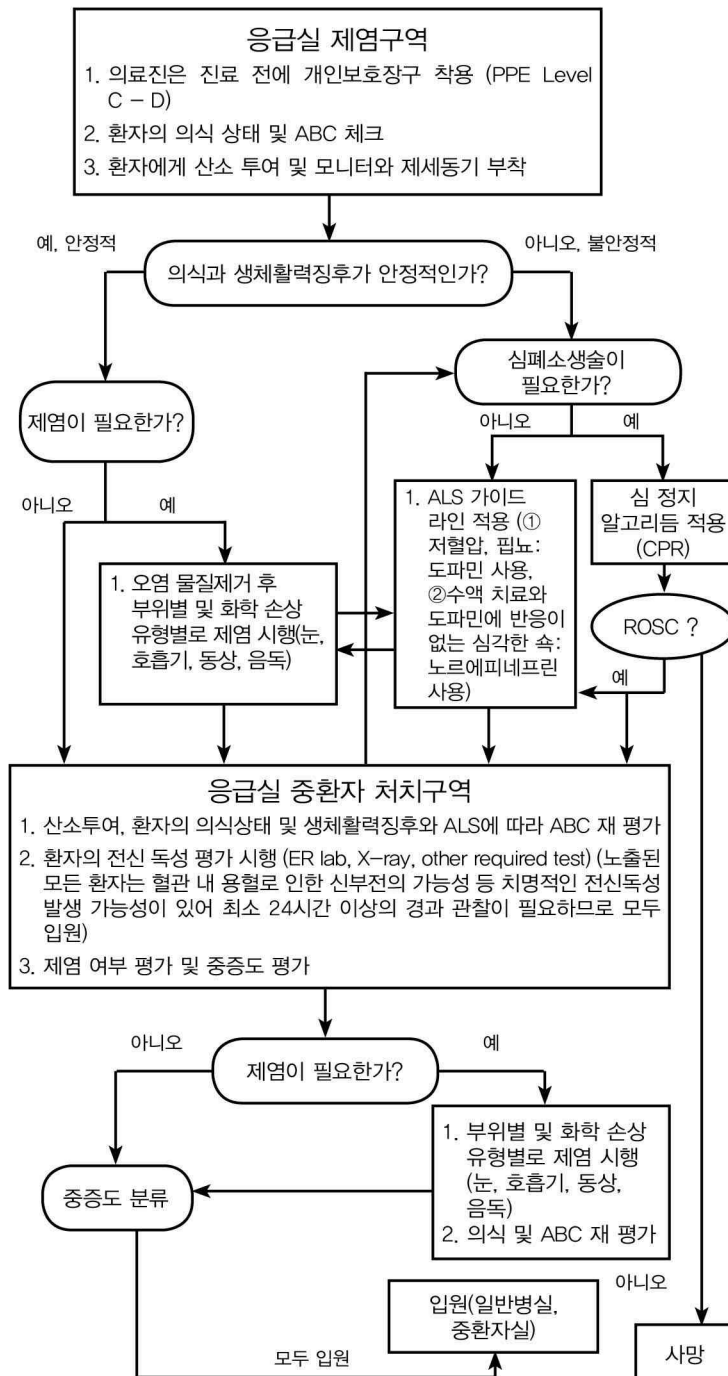 응급실 제염구역
1. 의료진은 진료 전에 개인보호장구 착용 (PPE Level
C – D)
2. 환자의 의식 상태 및 ABC 체크
3. 환자에게 산소 투여 및 모니터와 제세동기 부착
예, 안정적
아니오, 불안정적
의식과 생체활력징후가 안정적인가?
심폐소생술이
필요한가?
제염이 필요한가?
아니오
예
아니오
예
1. ALS 가이드
라인 적용 (①
저혈압, 핍뇨:
도파민 사용,
②수액 치료와
도파민에 반응이
없는 심각한 쇽:
노르에피네프린
사용)
심 정지
알고리듬 적용
(CPR)
1. 오염 물질제거 후
부위별 및 화학 손상
유형별로 제염 시행(눈,
호흡기, 동상, 음독)
ROSC ?
예
응급실 중환자 처치구역
1. 산소투여, 환자의 의식상태 및 생체활력징후와 ALS에 따라 ABC 재 평가
2. 환자의 전신 독성 평가 시행 (ER lab, X-ray, other required test) (노출된
모든 환자는 혈관 내 용혈로 인한 신부전의 가능성 등 치명적인 전신독성
발생 가능성이 있어 최소 24시간 이상의 경과 관찰이 필요하므로 모두
입원)
3. 제염 여부 평가 및 중증도 평가
아니오
예
제염이 필요한가?
1. 부위별 및 화학 손상
유형별로 제염 시행
(눈, 호흡기, 동상,
음독)
2. 의식 및 ABC 재 평가
중증도 분류
아니오
입원(일반병실,
중환자실)
모두 입원
사망